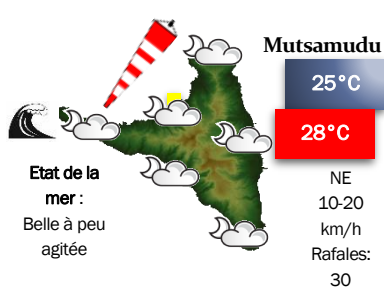 Mutsamudu
25°C
28°C
Etat de la
mer :
Belle à peu
agitée
NE
10-20
km/h
Rafales:
30